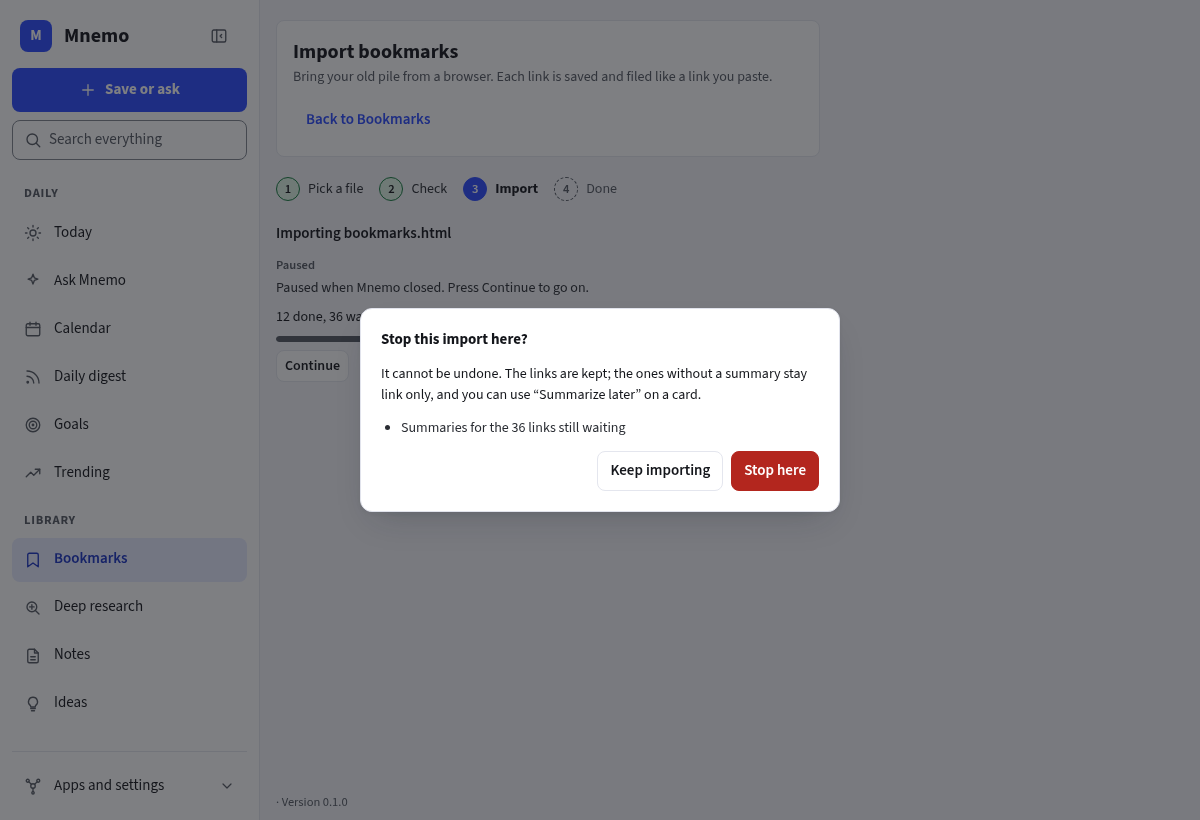 M Mnemo
Save or ask
Search everything
DAILY
Today
Ask Mnemo
Calendar
Daily digest
Goals
Trending
LIBRARY
Bookmarks
Deep research
Notes
Ideas
Apps and settings
Import bookmarks
Bring your old pile from a browser. Each link is saved and filed like a link you paste.
Back to Bookmarks
1 Pick a file 2 Check 3 Import 4 Done
Importing bookmarks.html
Paused
Paused when Mnemo closed. Press Continue to go on.
12 done, 36
Continue
Stop this import here?
It cannot be undone. The links are kept; the ones without a summary stay
link only, and you can use “Summarize later” on a card.
• Summaries for the 36 links still waiting
Keep importing
Stop here
· Version 0.1.0